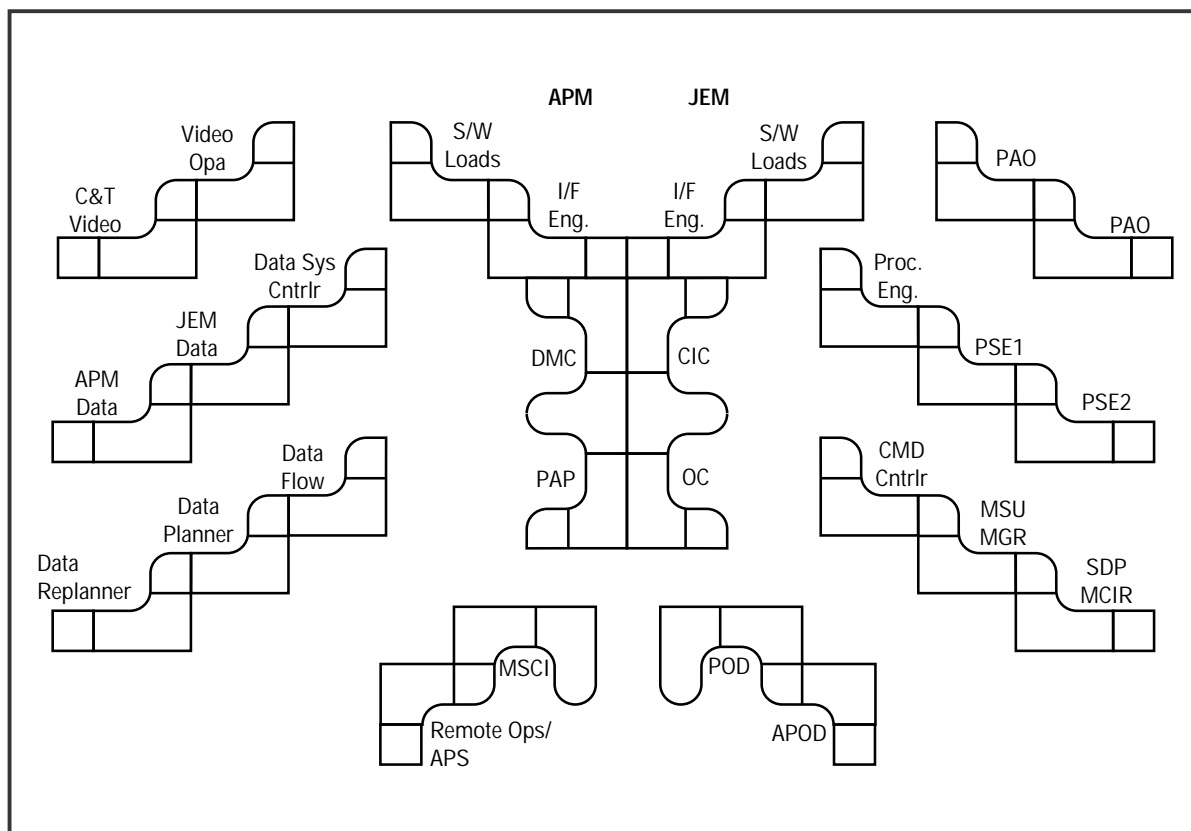 APM
JEM
Video
Opa
C&T
Video
S/W
Loads
I/F
Eng.
S/W
Loads
I/F
Eng.
PAO
PAO
Data Sys
Cntrlr
JEM
Data
APM
Data
DMC
CIC
PAP
OC
Proc.
Eng.
PSE1
PSE2
Data
Flow
Data
Planner
Data
Replanner
CMD
Cntrlr
MSU
MGR
SDP
MCIR
MSCI
Remote Ops/
APS
POD
APOD